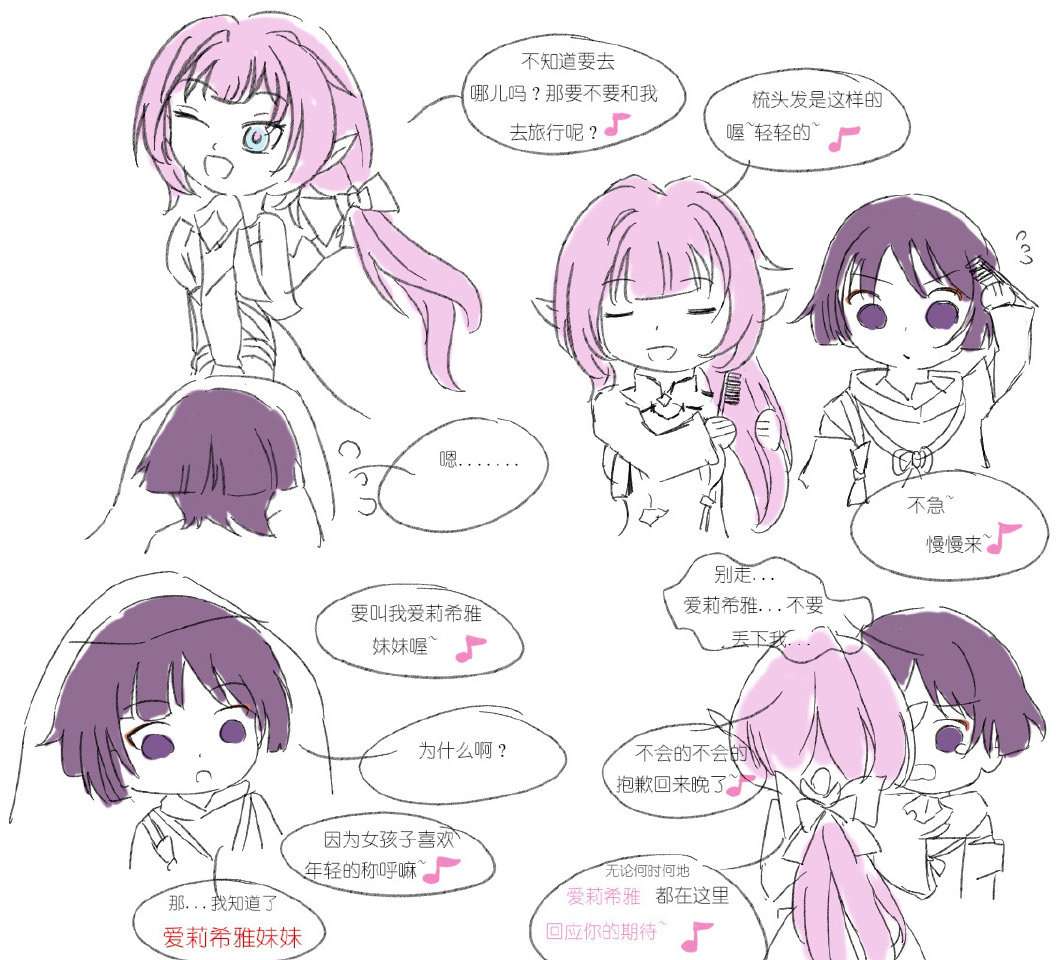 不知道要去
哪儿吗？那要不要和我
去旅行呢？
嗯.......
梳头发是这样的
喔~轻轻的~
不急~
慢慢来~
要叫我爱莉希雅
妹妹喔~
为什么啊？
因为女孩子喜欢
年轻的称呼嘛~
那...我知道了
爱莉希雅妹妹
别走...
爱莉希雅...不要
丢下我...
不会的不会的
抱歉回来晚了~
无论何时何地
爱莉希雅 都在这里
回应你的期待~